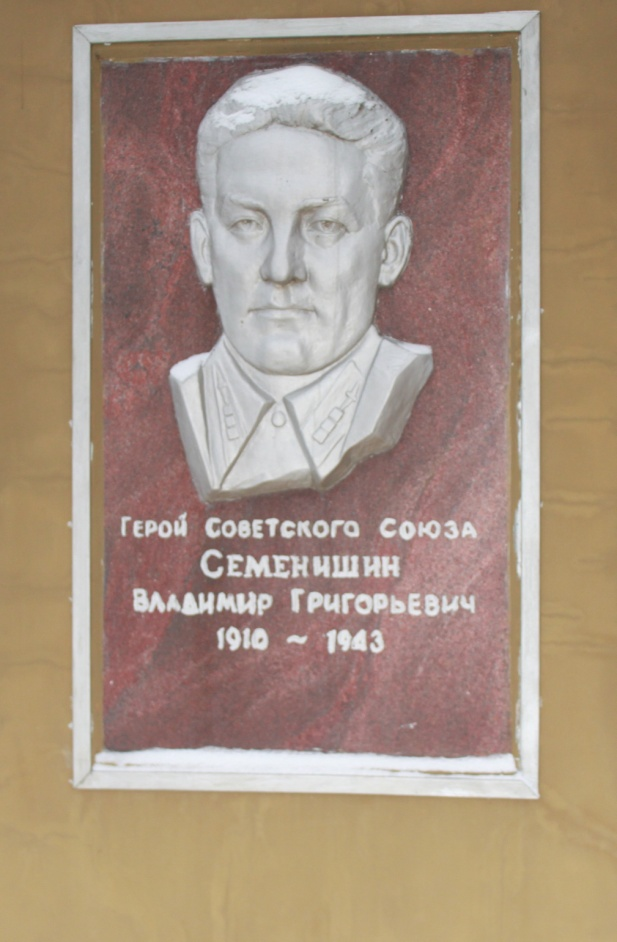 Герой Советского Союза
Семенишин
Владимир Григорьевич
1910 ~ 1943